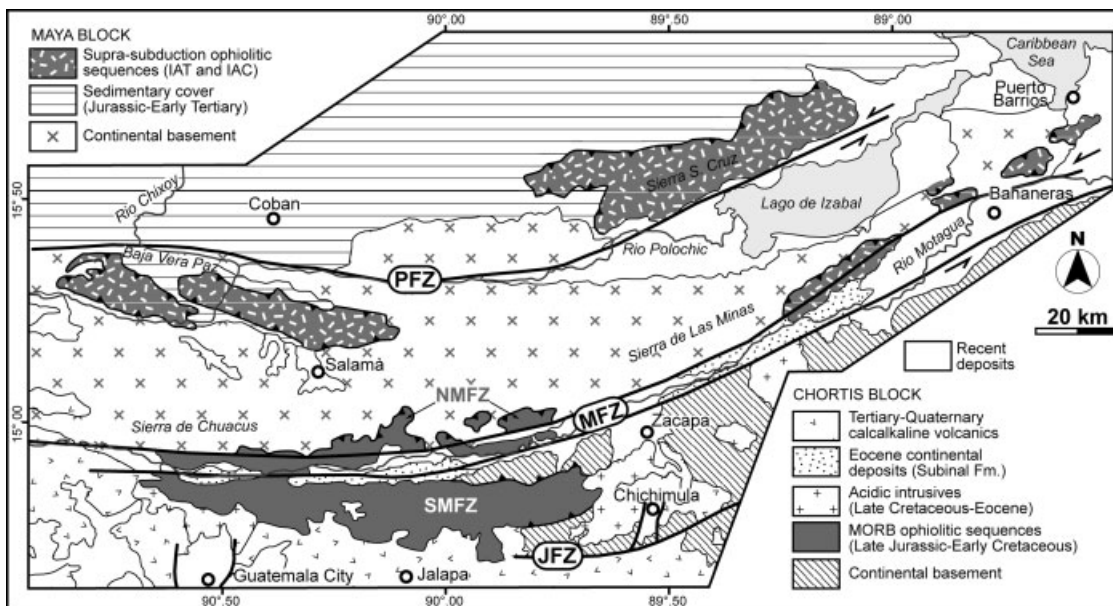 90°.00
89°.50
89°.00
MAYA BLOCK
Supra-subduction ophiolitic
sequences (IAT and IAC)
Sedimentary cover
(Jurassic-Early Tertiary)
Continental basement
Caribbean
Sea
Puerto
Barrios
15°.50
Río Chixoy
Coban
Sierra S. Cruz
Lago de Izabal
Bañaneras
Baja Vera Paz
PFZ
Rio Polochic
Rio Motagua
N
20 km
Sierra de Las Minas
Salamà
Recent
deposits
NMFZ
MFZ
15°.00
Sierra de Chuacus
Zacapa
CHORTIS BLOCK
Tertiary-Quaternary
calcalkaline volcanics
Eocene continental
deposits (Subinal Fm.)
Acidic intrusives
(Late Cretaceous-Eocene)
MORB ophiolitic sequences
(Late Jurassic-Early Cretaceous)
Continental basement
SMFZ
Chichimula
JFZ
Guatemala City
Jalapa
90°.50
90°.00
89°.50